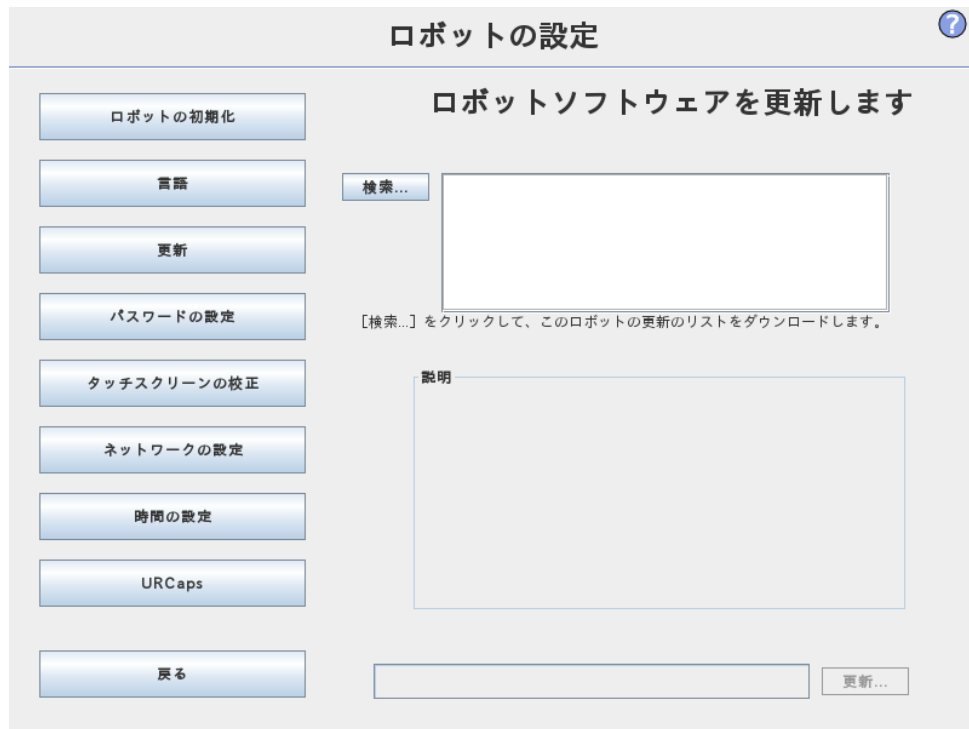 ロボットの設定
?
ロボットの初期化
言語
更新
パスワードの設定
タッチスクリーンの校正
ネットワークの設定
時間の設定
URCaps
戻る
ロボットソフトウェアを更新します
検索...
［検索...］をクリックして、このロボットの更新のリストをダウンロードします。
説明
更新...